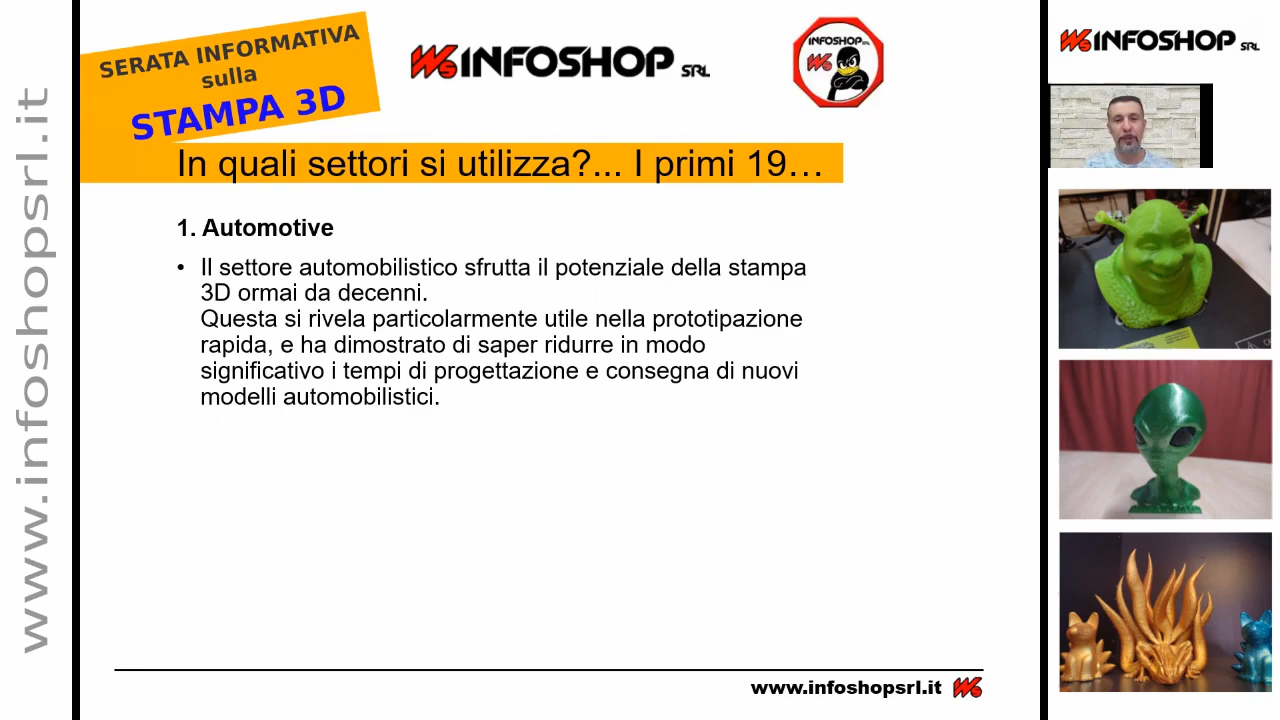 www.infoshopsrl.it
SERATA INFORMATIVA
sulla
STAMPA 3D
INFOSHOP SRL
INFOSHOP SRL
INFOSHOP SRL
In quali settori si utilizza?... I primi 19…
1. Automotive
• Il settore automobilistico sfrutta il potenziale della stampa
3D ormai da decenni.
Questa si rivela particolarmente utile nella prototipazione
rapida, e ha dimostrato di saper ridurre in modo
significativo i tempi di progettazione e consegna di nuovi
modelli automobilistici.
www.infoshopsrl.it